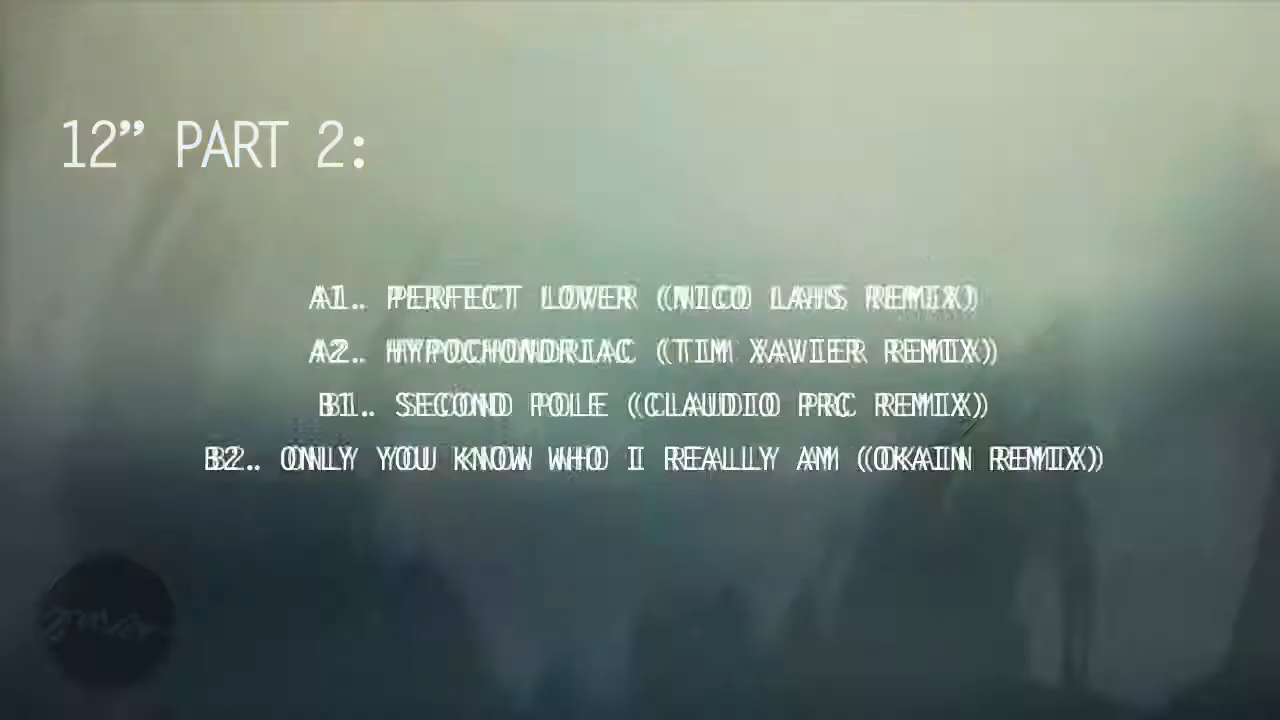 12” PART 2:
A1. PERFECT LOVER (NICO LAHS REMIX)
A2. HYPOCHONDRIAC (TIM XAVIER REMIX)
B1. SECOND POLE (CLAUDIO PRC REMIX)
B2. ONLY YOU KNOW WHO I REALLY AM (OKAIN REMIX)